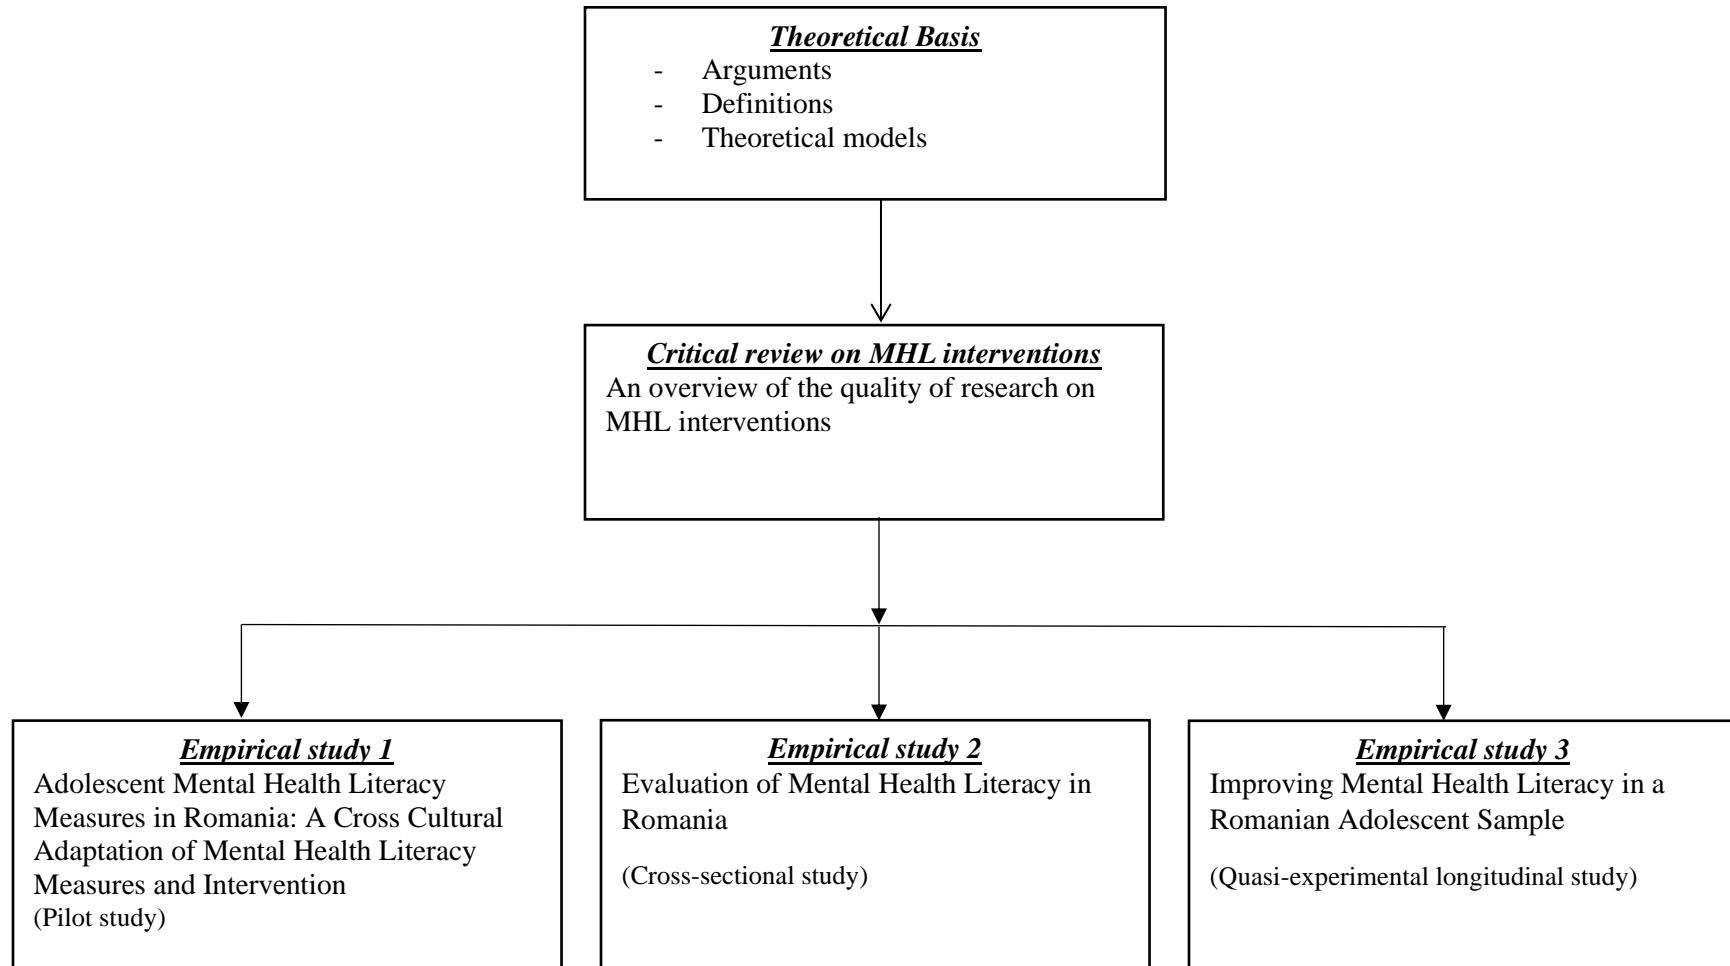 Theoretical Basis
- Arguments
- Definitions
- Theoretical models
Critical review on MHL interventions
An overview of the quality of research on
MHL interventions
Empirical study 1
Adolescent Mental Health Literacy
Measures in Romania: A Cross Cultural
Adaptation of Mental Health Literacy
Measures and Intervention
(Pilot study)
Empirical study 2
Evaluation of Mental Health Literacy in
Romania
(Cross-sectional study)
Empirical study 3
Improving Mental Health Literacy in a
Romanian Adolescent Sample
(Quasi-experimental longitudinal study)